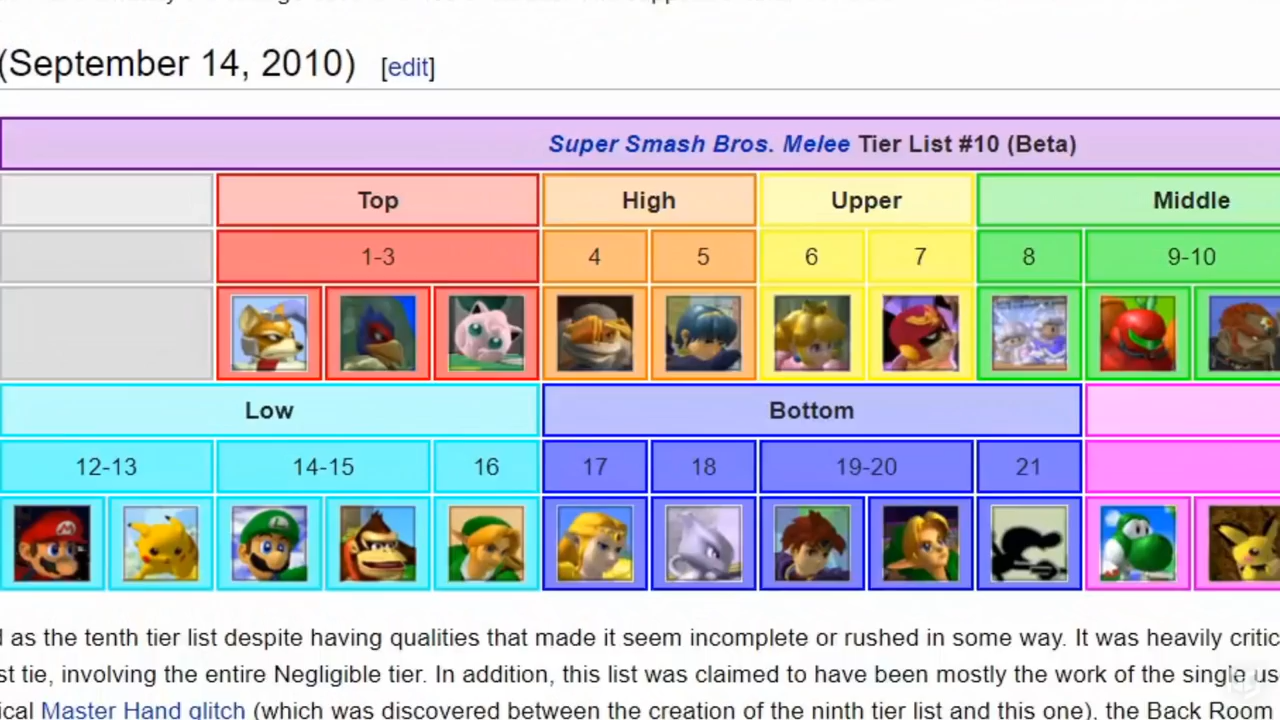 (September 14, 2010) [edit]
Super Smash Bros. Melee Tier List #10 (Beta)
Top High Upper Middle
1-3 4 5 6 7 8 9-10
Low Bottom
12-13 14-15 16 17 18 19-20 21
as the tenth tier list despite having qualities that made it seem incomplete or rushed in some way. It was heavily critic
st tie, involving the entire Negligible tier. In addition, this list was claimed to have been mostly the work of the single us
ical Master Hand glitch (which was discovered between the creation of the ninth tier list and this one), the Back Room